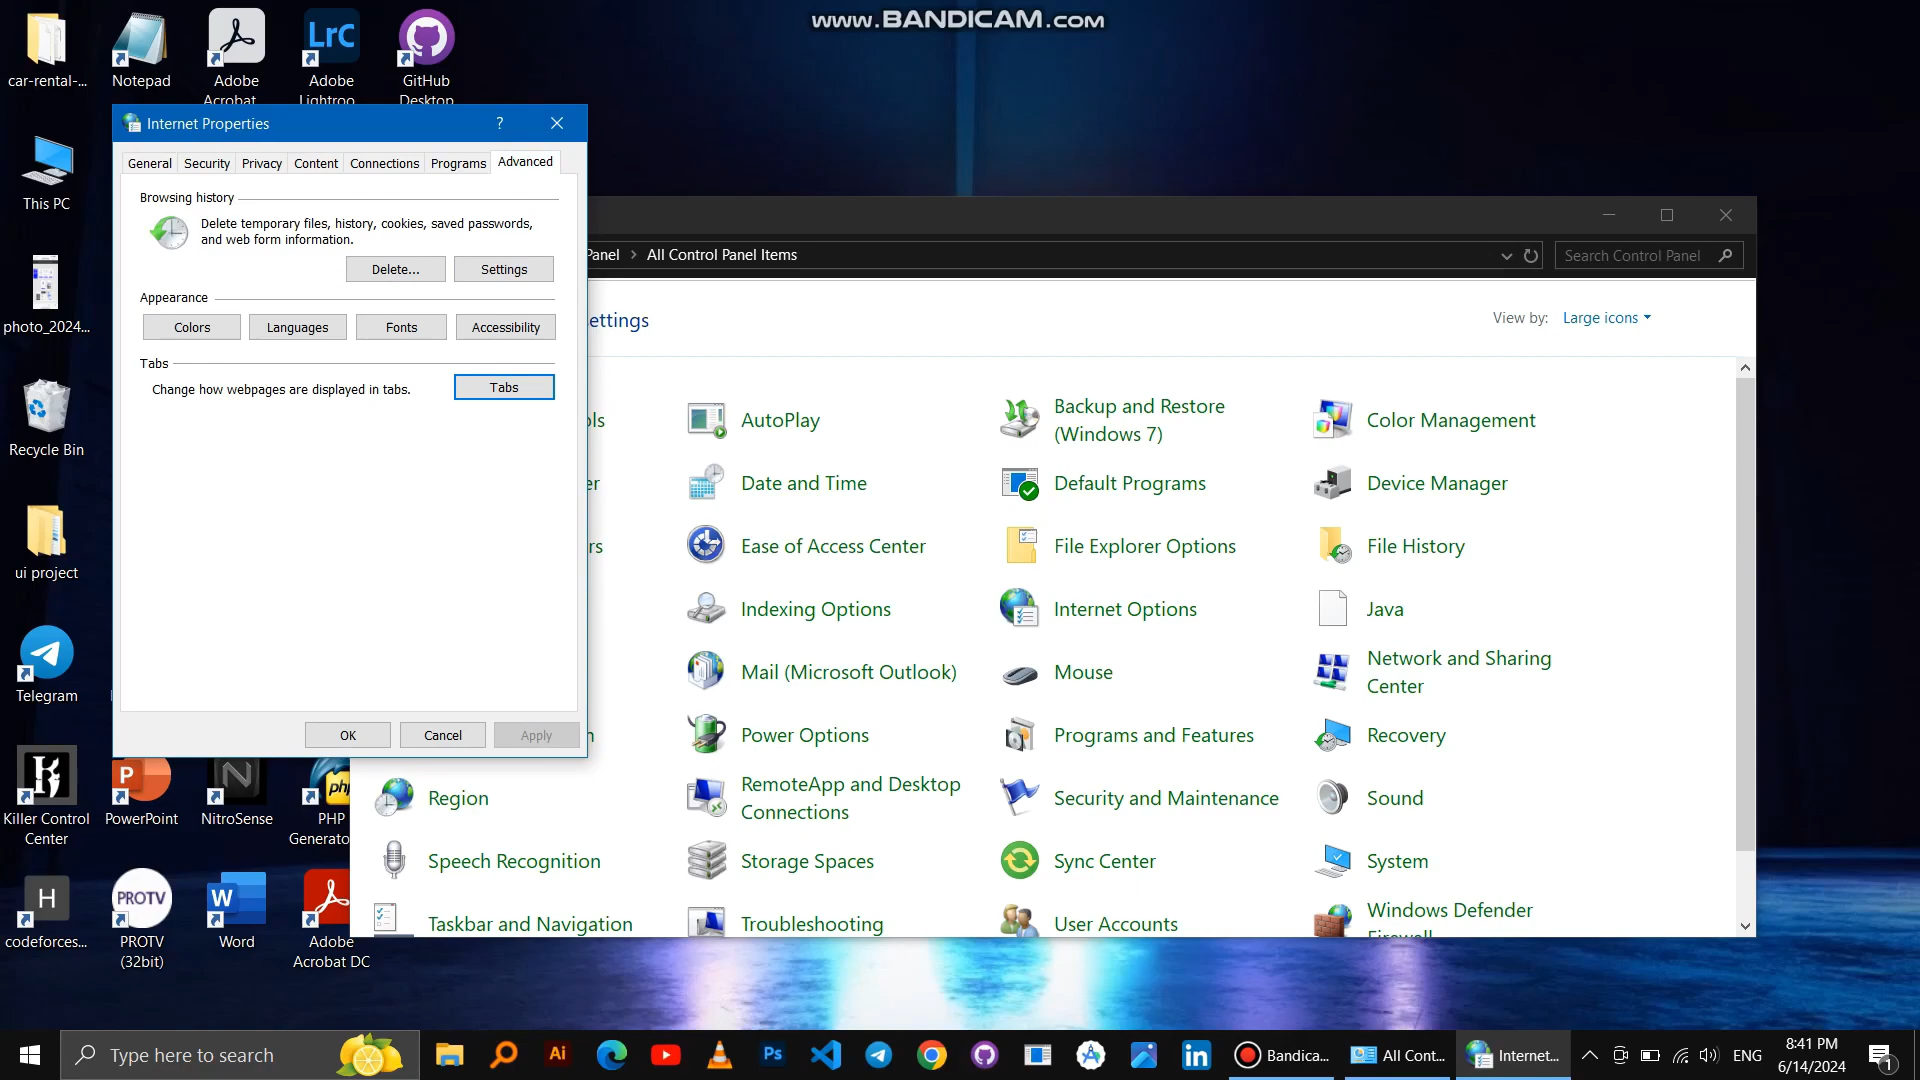 www.BANDICAM.com
car-rental-...
Notepad
Adobe
Acrobat
Adobe
Lightroo
GitHub
Desktop
Internet Properties
?
General
Security
Privacy
Content
Connections
Programs
Advanced
Browsing history
Delete temporary files, history, cookies, saved passwords,
and web form information.
Delete...
Settings
Appearance
Colors
Languages
Fonts
Accessibility
Tabs
Change how webpages are displayed in tabs.
Tabs
OK
Cancel
Apply
This PC
photo_2024...
Recycle Bin
ui project
Telegram
Killer Control
Center
PowerPoint
NitroSense
PHP
Generato
codeforces...
PROTV
(32bit)
Word
Adobe
Acrobat DC
Panel
All Control Panel Items
Search Control Panel
ettings
View by:
Large icons
ols
AutoPlay
Backup and Restore
(Windows 7)
Color Management
er
Date and Time
Default Programs
Device Manager
rs
Ease of Access Center
File Explorer Options
File History
Indexing Options
Internet Options
Java
Mail (Microsoft Outlook)
Mouse
Network and Sharing
Center
n
Power Options
Programs and Features
Recovery
Region
RemoteApp and Desktop
Connections
Security and Maintenance
Sound
Speech Recognition
Storage Spaces
Sync Center
System
Taskbar and Navigation
Troubleshooting
User Accounts
Windows Defender
Firewall
Type here to search
Bandica...
All Cont...
Internet...
ENG
8:41 PM
6/14/2024
1
LrC
P
N
php
H
PROTV
W
Ai
Ps
in